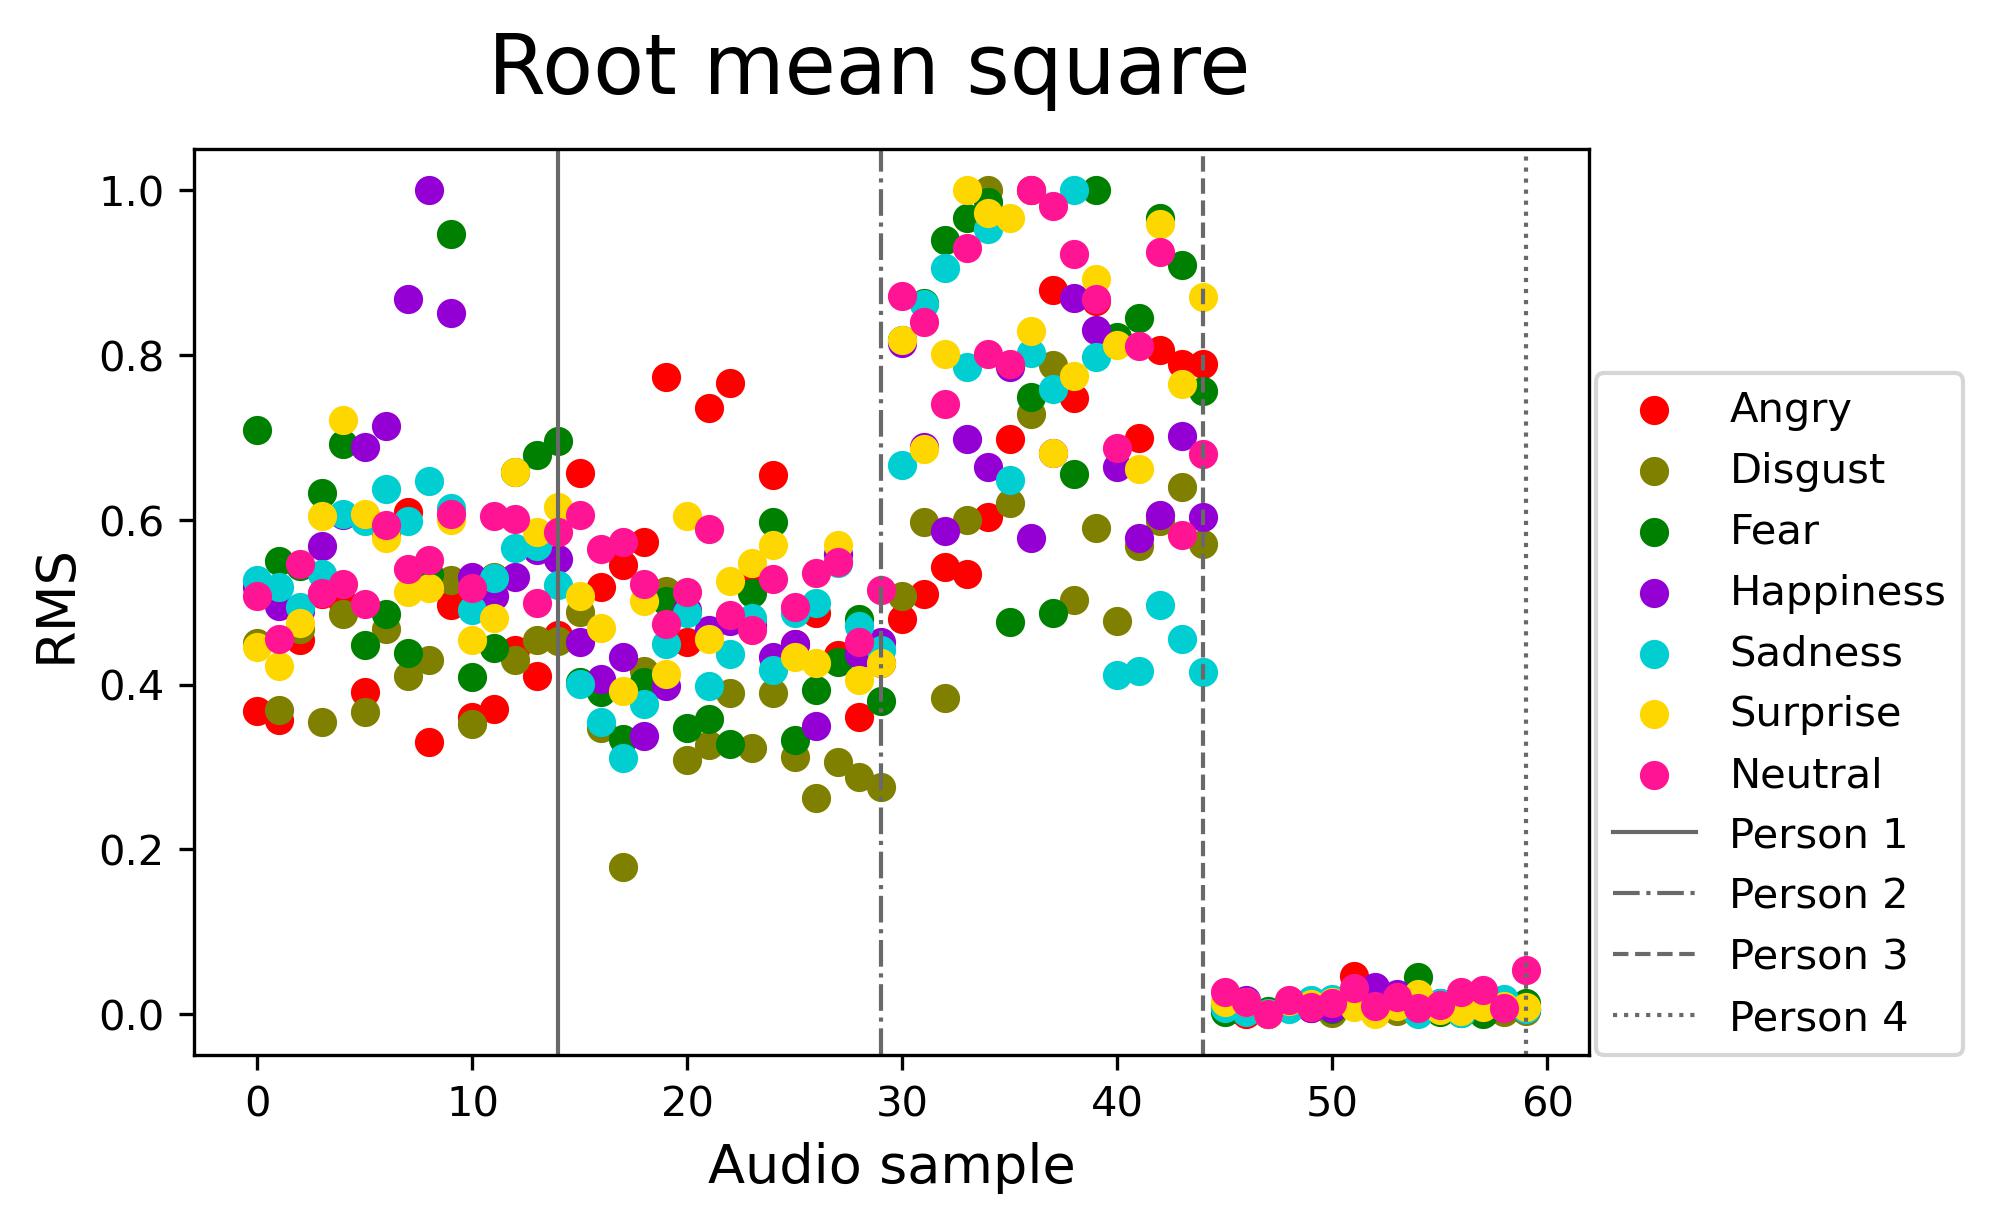 Root mean square
1.0
0.8
0.6
0.4
0.2
0.0
RMS
0 10 20 30 40 50 60
Audio sample
Angry
Disgust
Fear
Happiness
Sadness
Surprise
Neutral
Person 1
Person 2
Person 3
Person 4